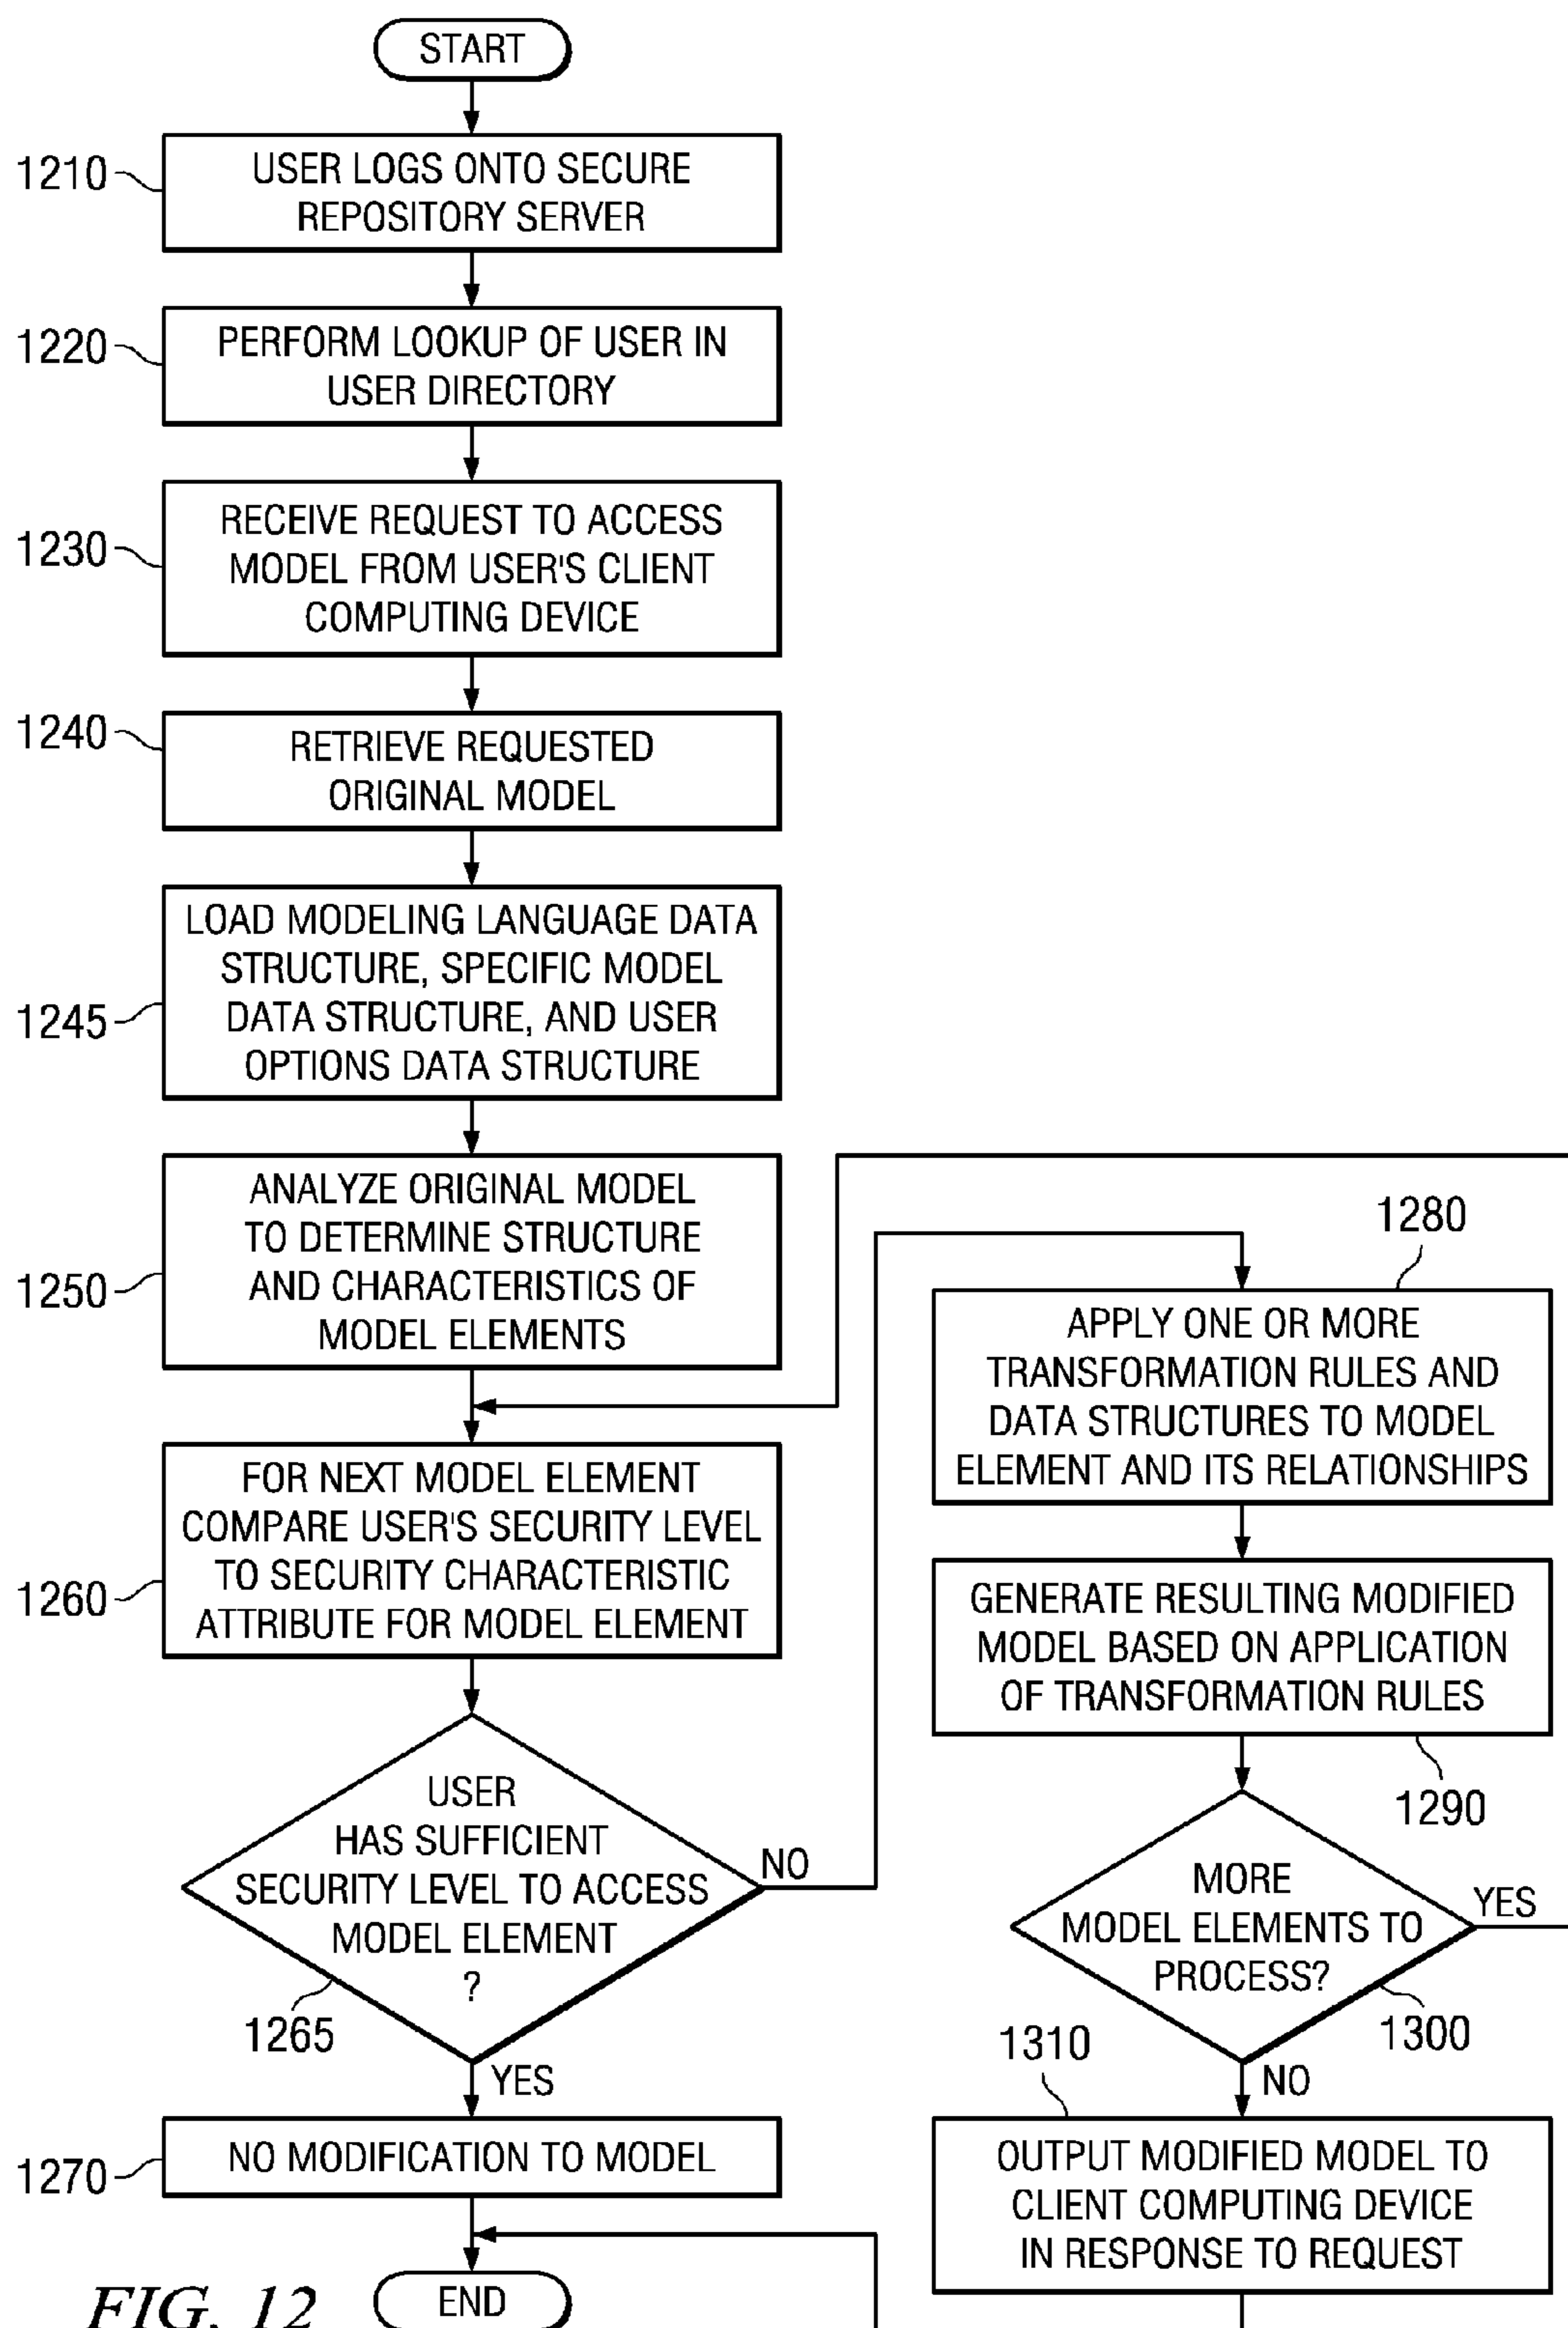 START
1210
USER LOGS ONTO SECURE
REPOSITORY SERVER
1220
PERFORM LOOKUP OF USER IN
USER DIRECTORY
1230
RECEIVE REQUEST TO ACCESS
MODEL FROM USER'S CLIENT
COMPUTING DEVICE
1240
RETRIEVE REQUESTED
ORIGINAL MODEL
1245
LOAD MODELING LANGUAGE DATA
STRUCTURE, SPECIFIC MODEL
DATA STRUCTURE, AND USER
OPTIONS DATA STRUCTURE
1250
ANALYZE ORIGINAL MODEL
TO DETERMINE STRUCTURE
AND CHARACTERISTICS OF
MODEL ELEMENTS
1260
FOR NEXT MODEL ELEMENT
COMPARE USER'S SECURITY LEVEL
TO SECURITY CHARACTERISTIC
ATTRIBUTE FOR MODEL ELEMENT
USER
HAS SUFFICIENT
SECURITY LEVEL TO ACCESS
MODEL ELEMENT
?
1265
NO
YES
1270
NO MODIFICATION TO MODEL
END
1280
APPLY ONE OR MORE
TRANSFORMATION RULES AND
DATA STRUCTURES TO MODEL
ELEMENT AND ITS RELATIONSHIPS
GENERATE RESULTING MODIFIED
MODEL BASED ON APPLICATION
OF TRANSFORMATION RULES
1290
MORE
MODEL ELEMENTS TO
PROCESS?
YES
1300
NO
1310
OUTPUT MODIFIED MODEL TO
CLIENT COMPUTING DEVICE
IN RESPONSE TO REQUEST
FIG. 12